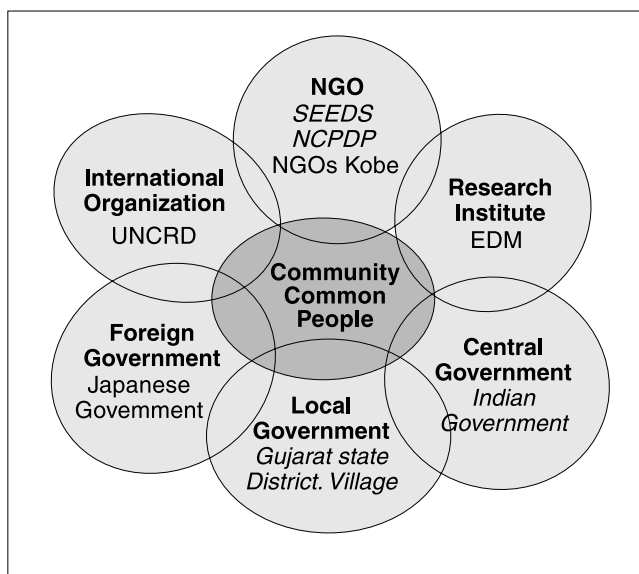 NGO
SEEDS
NCPDP
NGOs Kobe
International
Organization
UNCRD
Research
Institute
EDM
Community
Common
People
Foreign
Government
Japanese
Govemment
Central
Government
Indian
Government
Local
Government
Gujarat state
District. Village